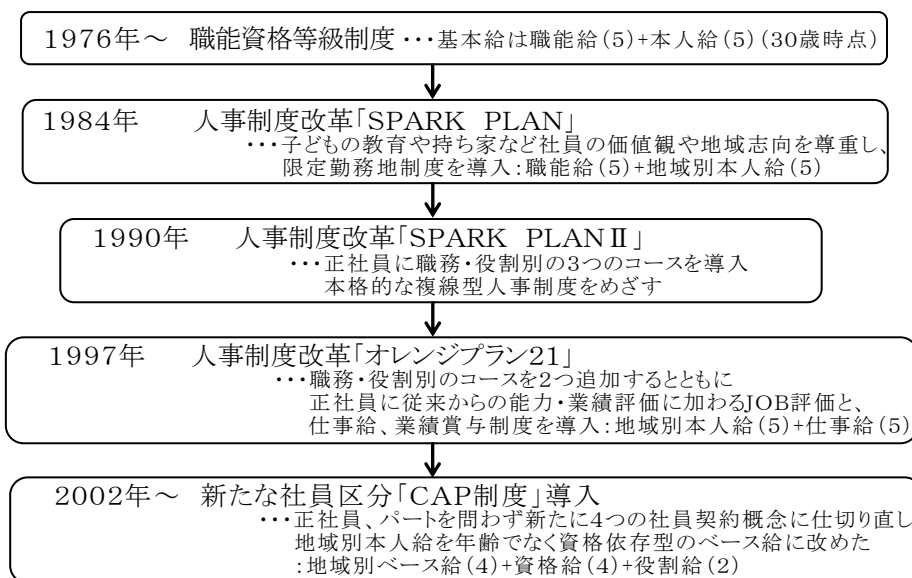 1976年～ 職能資格等級制度 ･･･基本給は職能給(5)+本人給(5) (30歳時点)
1984年 人事制度改革「SPARK PLAN」
･･･子どもの教育や持ち家など社員の価値観や地域志向を尊重し、
限定勤務地制度を導入:職能給(5)+地域別本人給(5)
1990年 人事制度改革「SPARK PLANⅡ」
･･･正社員に職務･役割別の3つのコースを導入
本格的な複線型人事制度をめざす
1997年 人事制度改革「オレンジプラン21」
･･･職務･役割別のコースを2つ追加するとともに
正社員に従来からの能力･業績評価に加わるJOB評価と、
仕事給、業績賞与制度を導入:地域別本人給(5)+仕事給(5)
2002年～ 新たな社員区分「CAP制度」導入
･･･正社員、パートを問わず新たに4つの社員契約概念に仕切り直し
地域別本人給を年齢でなく資格依存型のベース給に改めた
:地域別ベース給(4)+資格給(4)+役割給(2)